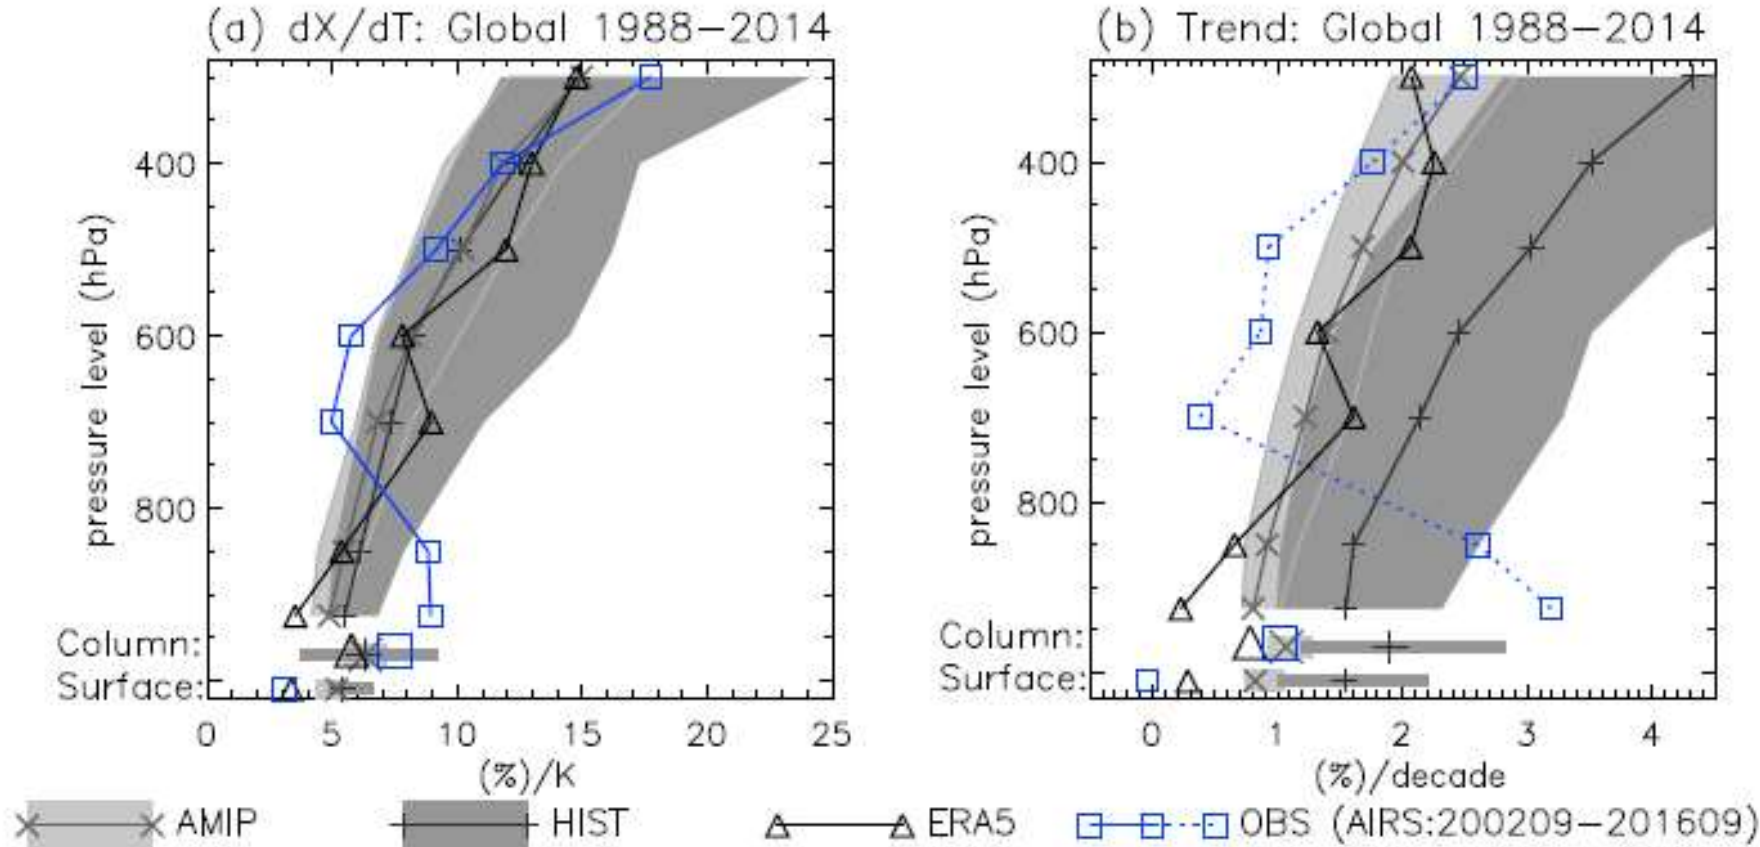 (a) dX/dT: Global 1988-2014
(b) Trend: Global 1988-2014
pressure level (hPa)
400
600
800
Column:
Surface:
0 5 10 15 20 25
(%)/K
pressure level (hPa)
400
600
800
Column:
Surface:
0 1 2 3 4
(%)/decade
AMIP HIST ERA5 OBS (AIRS:200209-201609)